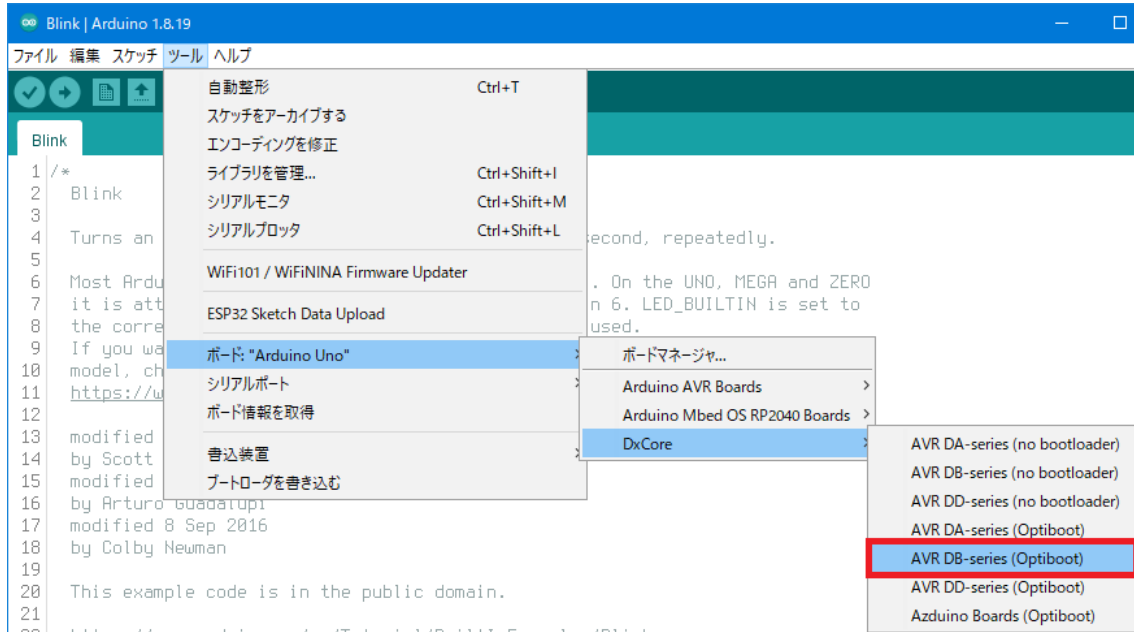 Blink | Arduino 1.8.19
ファイル 編集 スケッチ ツール ヘルプ
自動整形 Ctrl+T
スケッチをアーカイブする
エンコーディングを修正
ライブラリを管理... Ctrl+Shift+I
シリアルモニタ Ctrl+Shift+M
シリアルプロッタ Ctrl+Shift+L
WiFi101 / WiFiNINA Firmware Updater
ESP32 Sketch Data Upload
ボード: "Arduino Uno"
シリアルポート
ボード情報を取得
書込装置
ブートローダを書き込む
ボードマネージャ...
Arduino AVR Boards
Arduino Mbed OS RP2040 Boards
DxCore
AVR DA-series (no bootloader)
AVR DB-series (no bootloader)
AVR DD-series (no bootloader)
AVR DA-series (Optiboot)
AVR DB-series (Optiboot)
AVR DD-series (Optiboot)
Azduino Boards (Optiboot)
Blink
1 /*
2 Blink
3
4 Turns an second, repeatedly.
5
6 Most Ardu . On the UNO, MEGA and ZERO
7 it is att n 6. LED_BUILTIN is set to
8 the corre used.
9 If you wa
10 model, ch
11 https://w
12
13 modified
14 by Scott
15 modified
16 by Arturo Guadalupi
17 modified 8 Sep 2016
18 by Colby Newman
19
20 This example code is in the public domain.
21